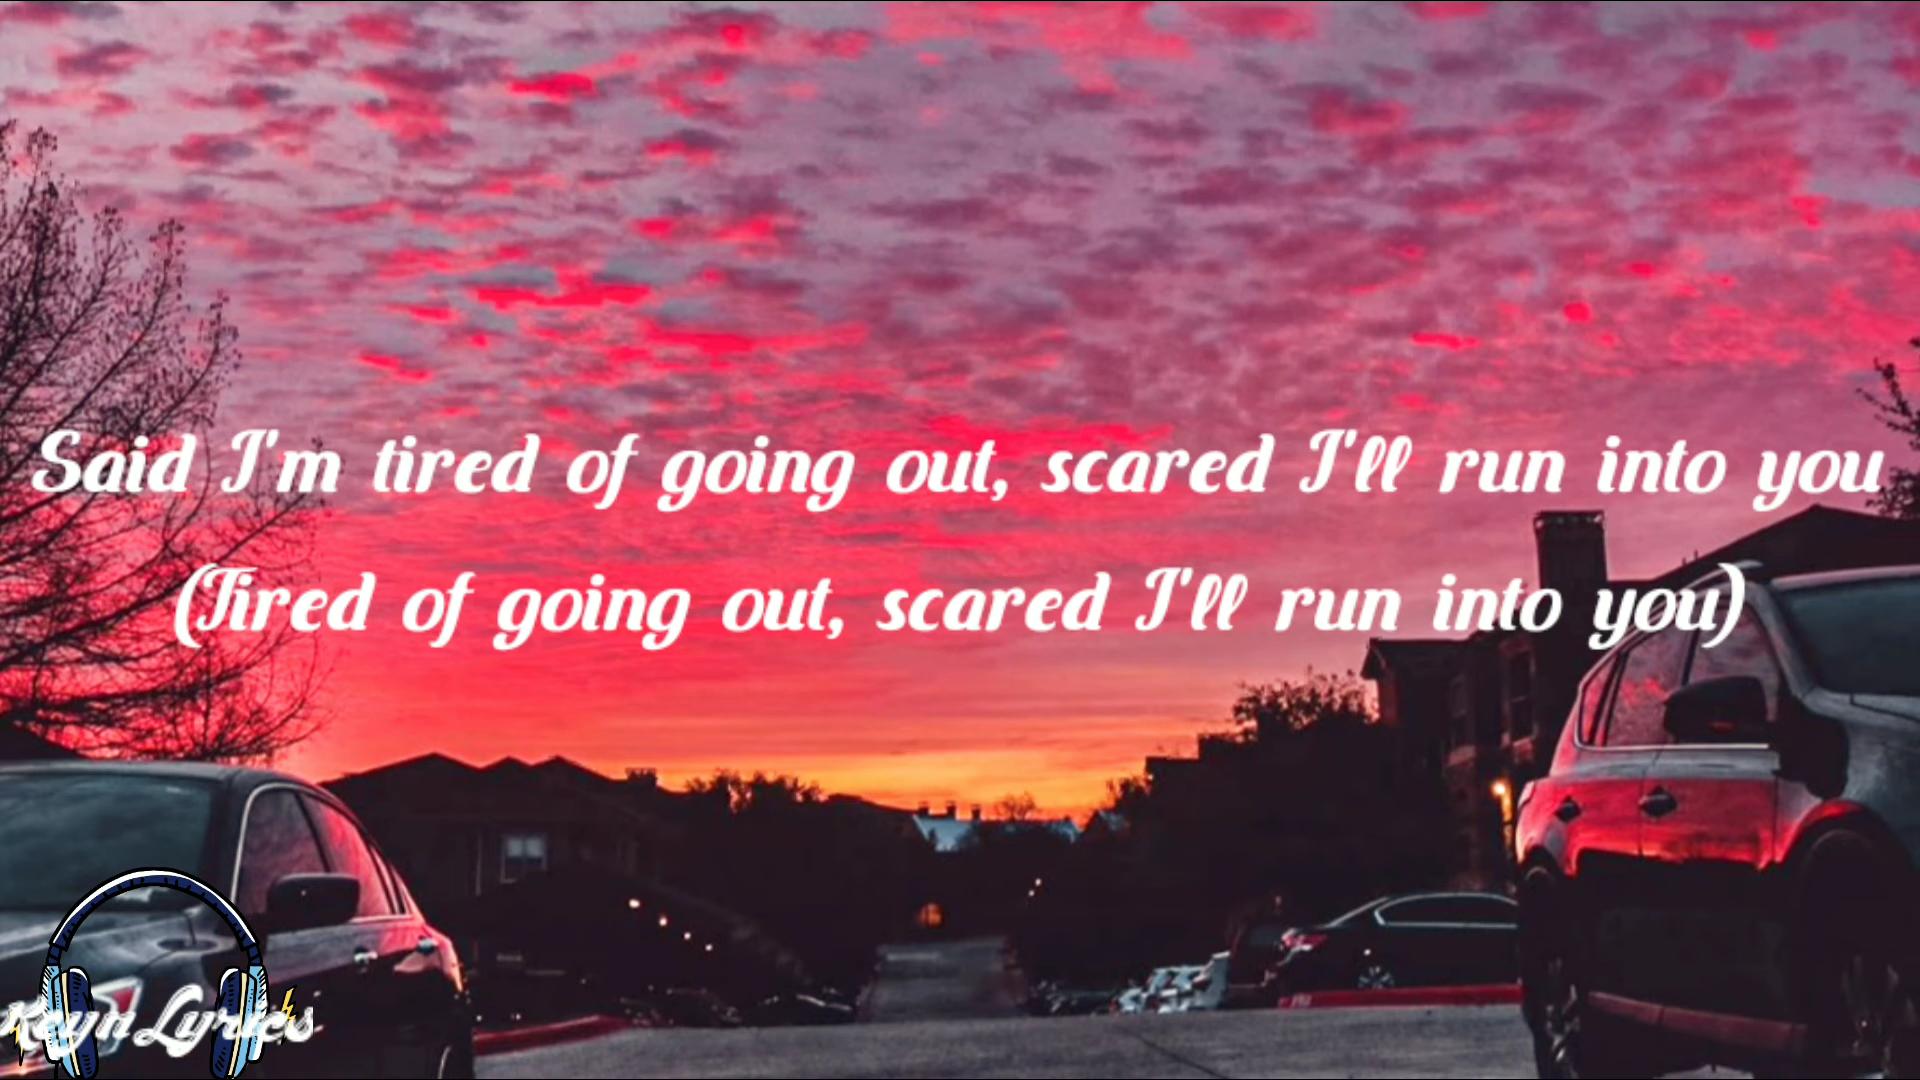 Said I'm tired of going out, scared I'll run into you
(Tired of going out, scared I'll run into you)
KeynLyrics